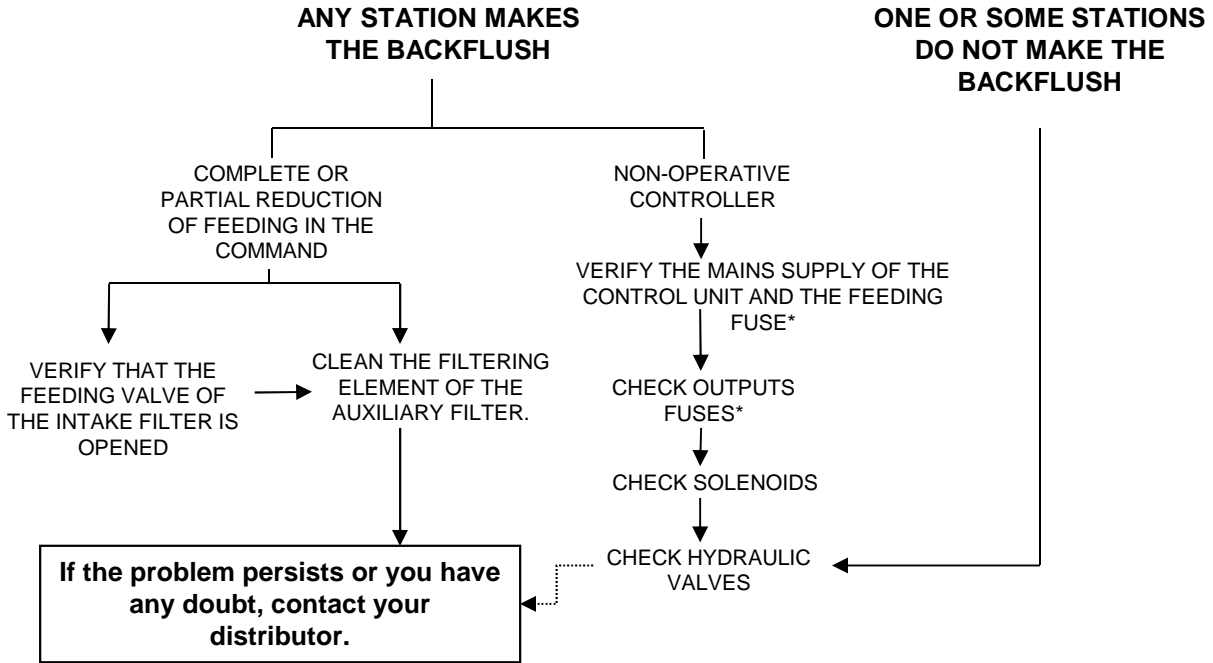 ANY STATION MAKES
THE BACKFLUSH
ONE OR SOME STATIONS
DO NOT MAKE THE
BACKFLUSH
COMPLETE OR
PARTIAL REDUCTION
OF FEEDING IN THE
COMMAND
NON-OPERATIVE
CONTROLLER
VERIFY THE MAINS SUPPLY OF THE
CONTROL UNIT AND THE FEEDING
FUSE*
VERIFY THAT THE
FEEDING VALVE OF
THE INTAKE FILTER IS
OPENED
CLEAN THE FILTERING
ELEMENT OF THE
AUXILIARY FILTER.
CHECK OUTPUTS
FUSES*
CHECK SOLENOIDS
CHECK HYDRAULIC
VALVES
If the problem persists or you have
any doubt, contact your
distributor.